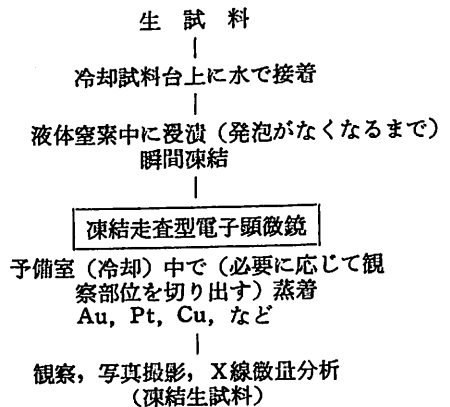 生試料
冷却試料台上に水で接着
液体窒素中に浸漬（発泡がなくなるまで）
瞬間凍結
凍結走査型電子顕微鏡
予備室（冷却）中で（必要に応じて観
察部位を切り出す）蒸着
Au, Pt, Cu, など
観察，写真撮影，X線微量分析
（凍結生試料）